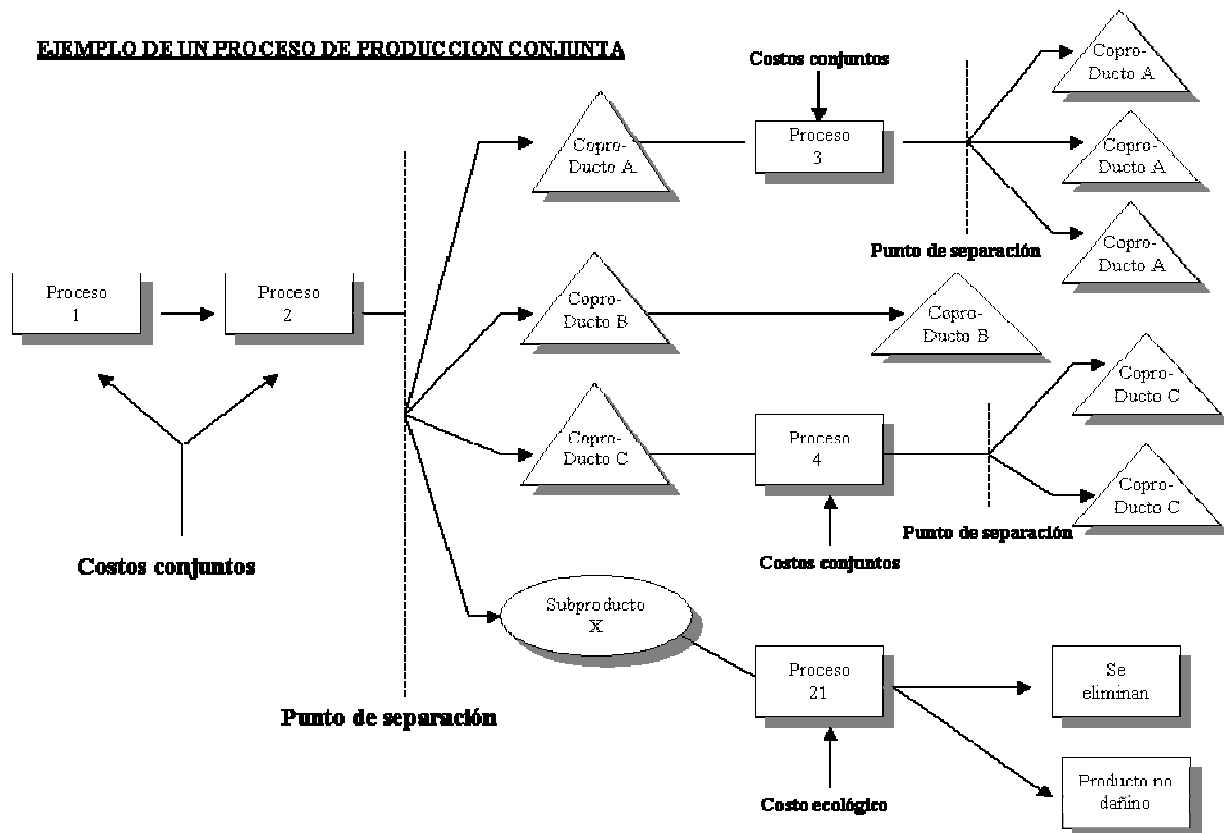 EJEMPLO DE UN PROCESO DE PRODUCCION CONJUNTA
Costos conjuntos
Copro-
Ducto A
Copro-
Ducto A
Proceso
3
Copro-
Ducto A
Punto de separación
Copro-
Ducto A
Proceso
1
Proceso
2
Copro-
Ducto B
Copro-
Ducto B
Copro-
Ducto C
Copro-
Ducto C
Proceso
4
Copro-
Ducto C
Punto de separación
Costos conjuntos
Costos conjuntos
Subproducto
X
Proceso
21
Se
eliminan
Punto de separación
Costo ecológico
Producto no
dañino